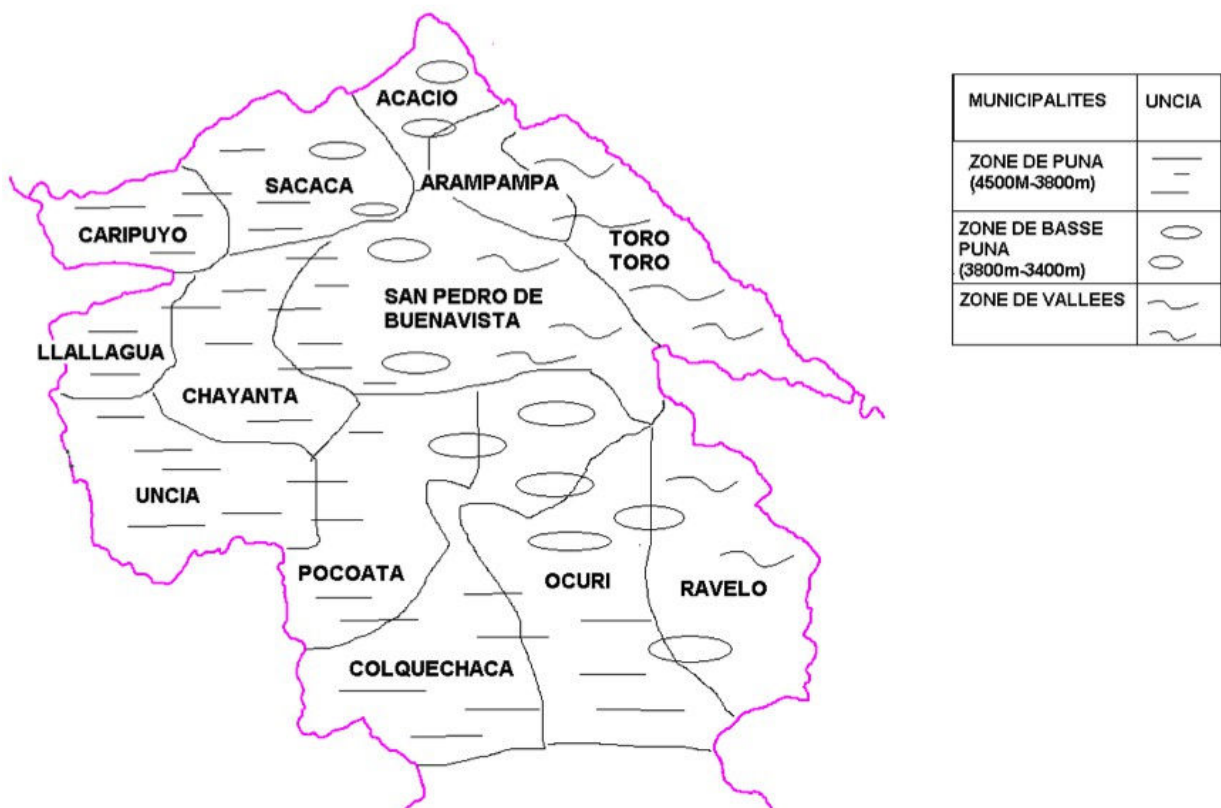 ACACIO
SACACA
ARAMPAMPA
CARIPUYO
TORO
TORO
SAN PEDRO DE
BUENAVISTA
LLALLAGUA
CHAYANTA
UNCIA
POCOATA
OCURI
RAVELO
COLQUECHACA
MUNICIPALITES
UNCIA
ZONE DE PUNA
(4500M-3800m)
ZONE DE BASSE
PUNA
(3800m-3400m)
ZONE DE VALLEES